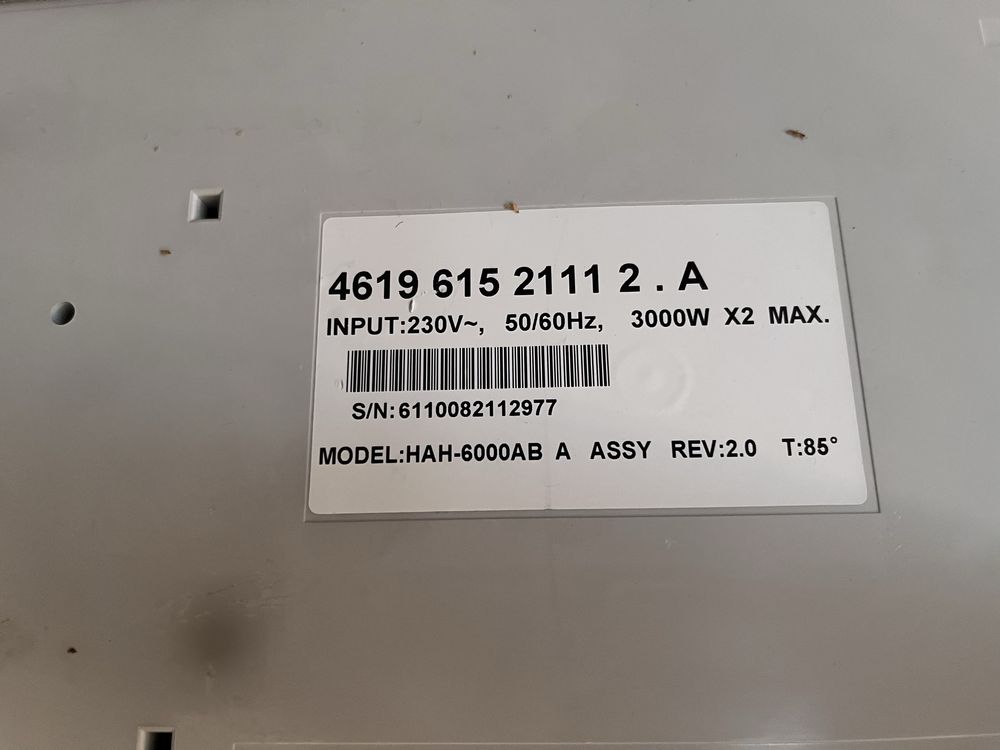 4619 615 2111 2 . A
INPUT:230V~, 50/60Hz, 3000W X2 MAX.
S/N: 6110082112977
MODEL:HAH-6000AB A ASSY REV:2.0 T:85°